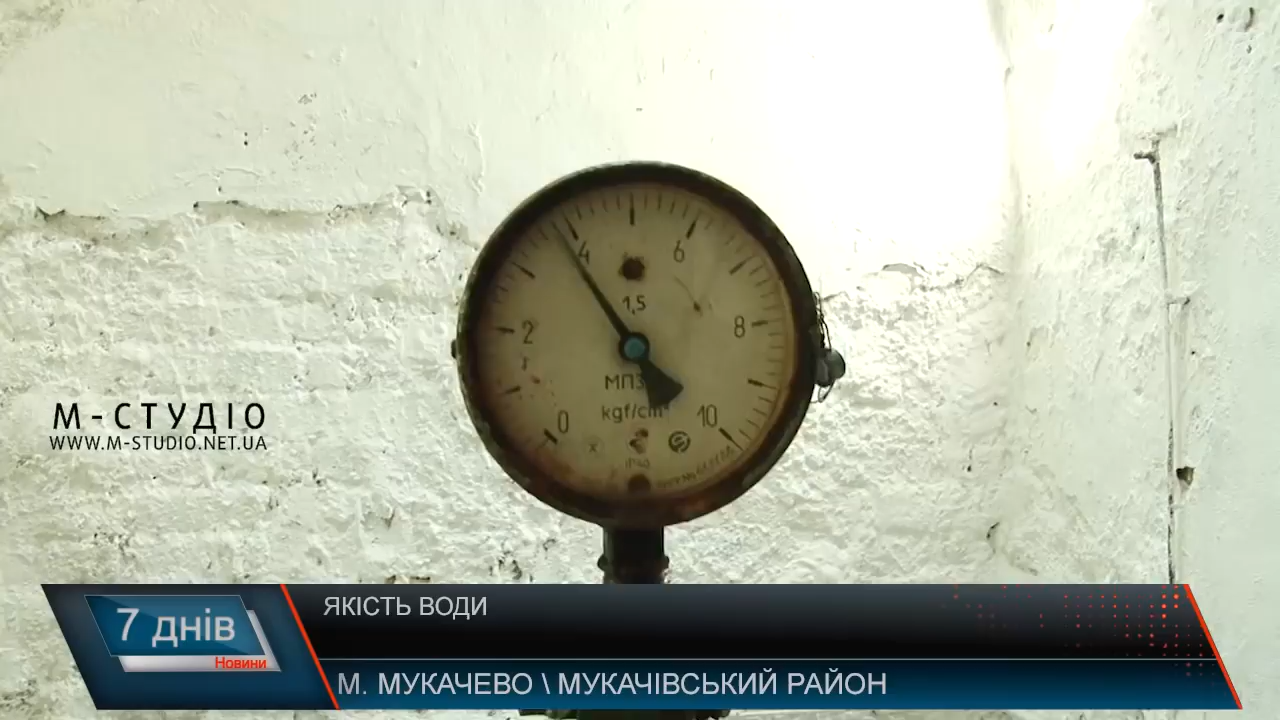 4
6
1,5
2
8
МПЗ
kgf/cm²
0
10
IP40
М-СТУДІО
WWW.M-STUDIO.NET.UA
7 днів
Новини
ЯКІСТЬ ВОДИ
М. МУКАЧЕВО \ МУКАЧІВСЬКИЙ РАЙОН